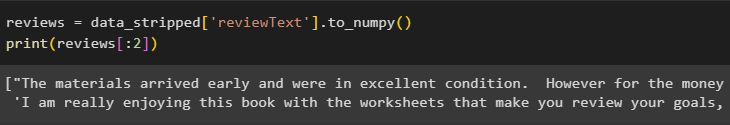 reviews = data_stripped['reviewText'].to_numpy()
print(reviews[:2])
["The materials arrived early and were in excellent condition.  However for the money
 'I am really enjoying this book with the worksheets that make you review your goals,